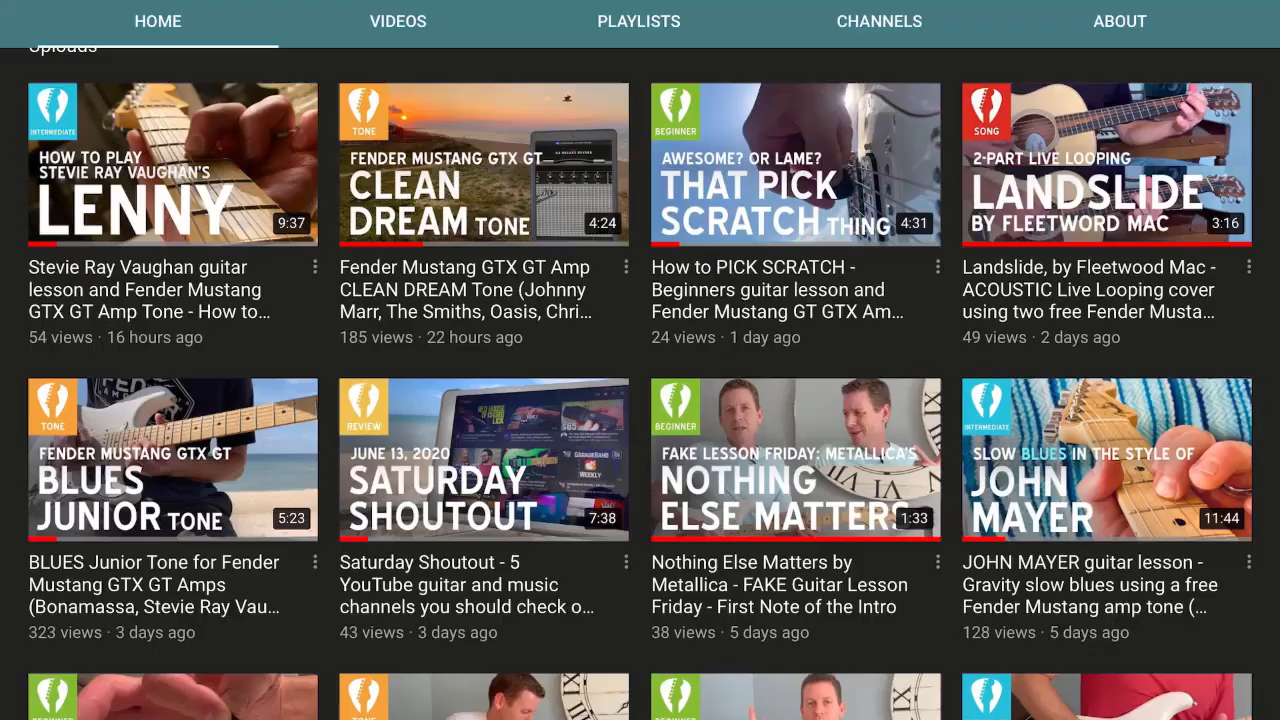 HOME VIDEOS PLAYLISTS CHANNELS ABOUT
Uploads
INTERMEDIATE
HOW TO PLAY
STEVIE RAY VAUGHAN'S
LENNY
9:37
TONE
FENDER MUSTANG GTX GT
CLEAN
DREAM TONE
4:24
BEGINNER
AWESOME? OR LAME?
THAT PICK
SCRATCH THING
4:31
SONG
2-PART LIVE LOOPING
LANDSLIDE
BY FLEETWORD MAC
3:16
Stevie Ray Vaughan guitar
lesson and Fender Mustang
GTX GT Amp Tone - How to...
54 views · 16 hours ago
Fender Mustang GTX GT Amp
CLEAN DREAM Tone (Johnny
Marr, The Smiths, Oasis, Chri...
185 views · 22 hours ago
How to PICK SCRATCH -
Beginners guitar lesson and
Fender Mustang GT GTX Am...
24 views · 1 day ago
Landslide, by Fleetwood Mac -
ACOUSTIC Live Looping cover
using two free Fender Musta...
49 views · 2 days ago
TONE
FENDER MUSTANG GTX GT
BLUES
JUNIOR TONE
5:23
REVIEW
JUNE 13, 2020
SATURDAY
SHOUTOUT
GARAGEBAND
WEEKLY
7:38
BEGINNER
FAKE LESSON FRIDAY: METALLICA'S
NOTHING
ELSE MATTERS
1:33
INTERMEDIATE
SLOW BLUES IN THE STYLE OF
JOHN
MAYER
11:44
BLUES Junior Tone for Fender
Mustang GTX GT Amps
(Bonamassa, Stevie Ray Vau...
323 views · 3 days ago
Saturday Shoutout - 5
YouTube guitar and music
channels you should check o...
43 views · 3 days ago
Nothing Else Matters by
Metallica - FAKE Guitar Lesson
Friday - First Note of the Intro
38 views · 5 days ago
JOHN MAYER guitar lesson -
Gravity slow blues using a free
Fender Mustang amp tone (...
128 views · 5 days ago
BEGINNER
TONE
BEGINNER